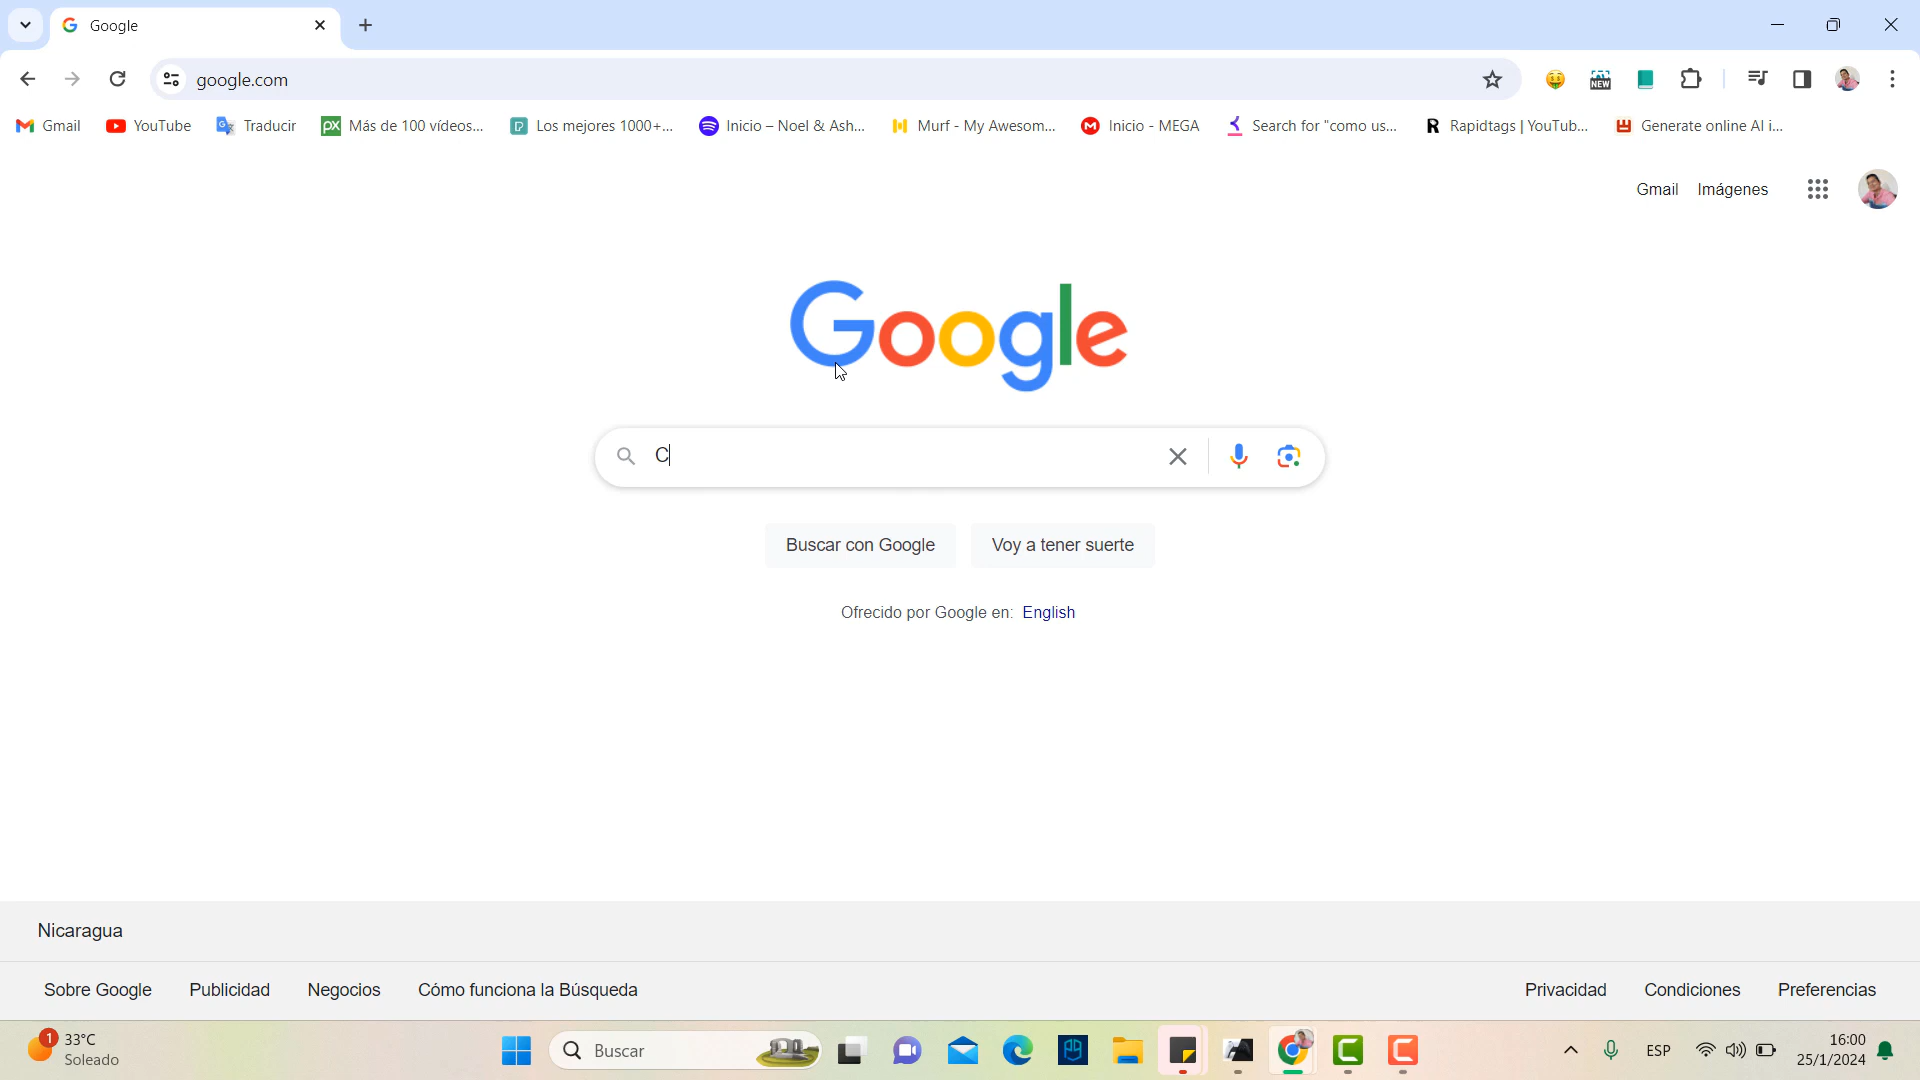 Google
google.com
Gmail
YouTube
Traducir
Más de 100 vídeos...
Los mejores 1000+...
Inicio – Noel & Ash...
Murf - My Awesom...
Inicio - MEGA
Search for "como us...
Rapidtags | YouTub...
Generate online AI i...
Gmail
Imágenes
Google
C
Buscar con Google
Voy a tener suerte
Ofrecido por Google en: English
Nicaragua
Sobre Google
Publicidad
Negocios
Cómo funciona la Búsqueda
Privacidad
Condiciones
Preferencias
1
33°C
Soleado
Buscar
ESP
16:00
25/1/2024